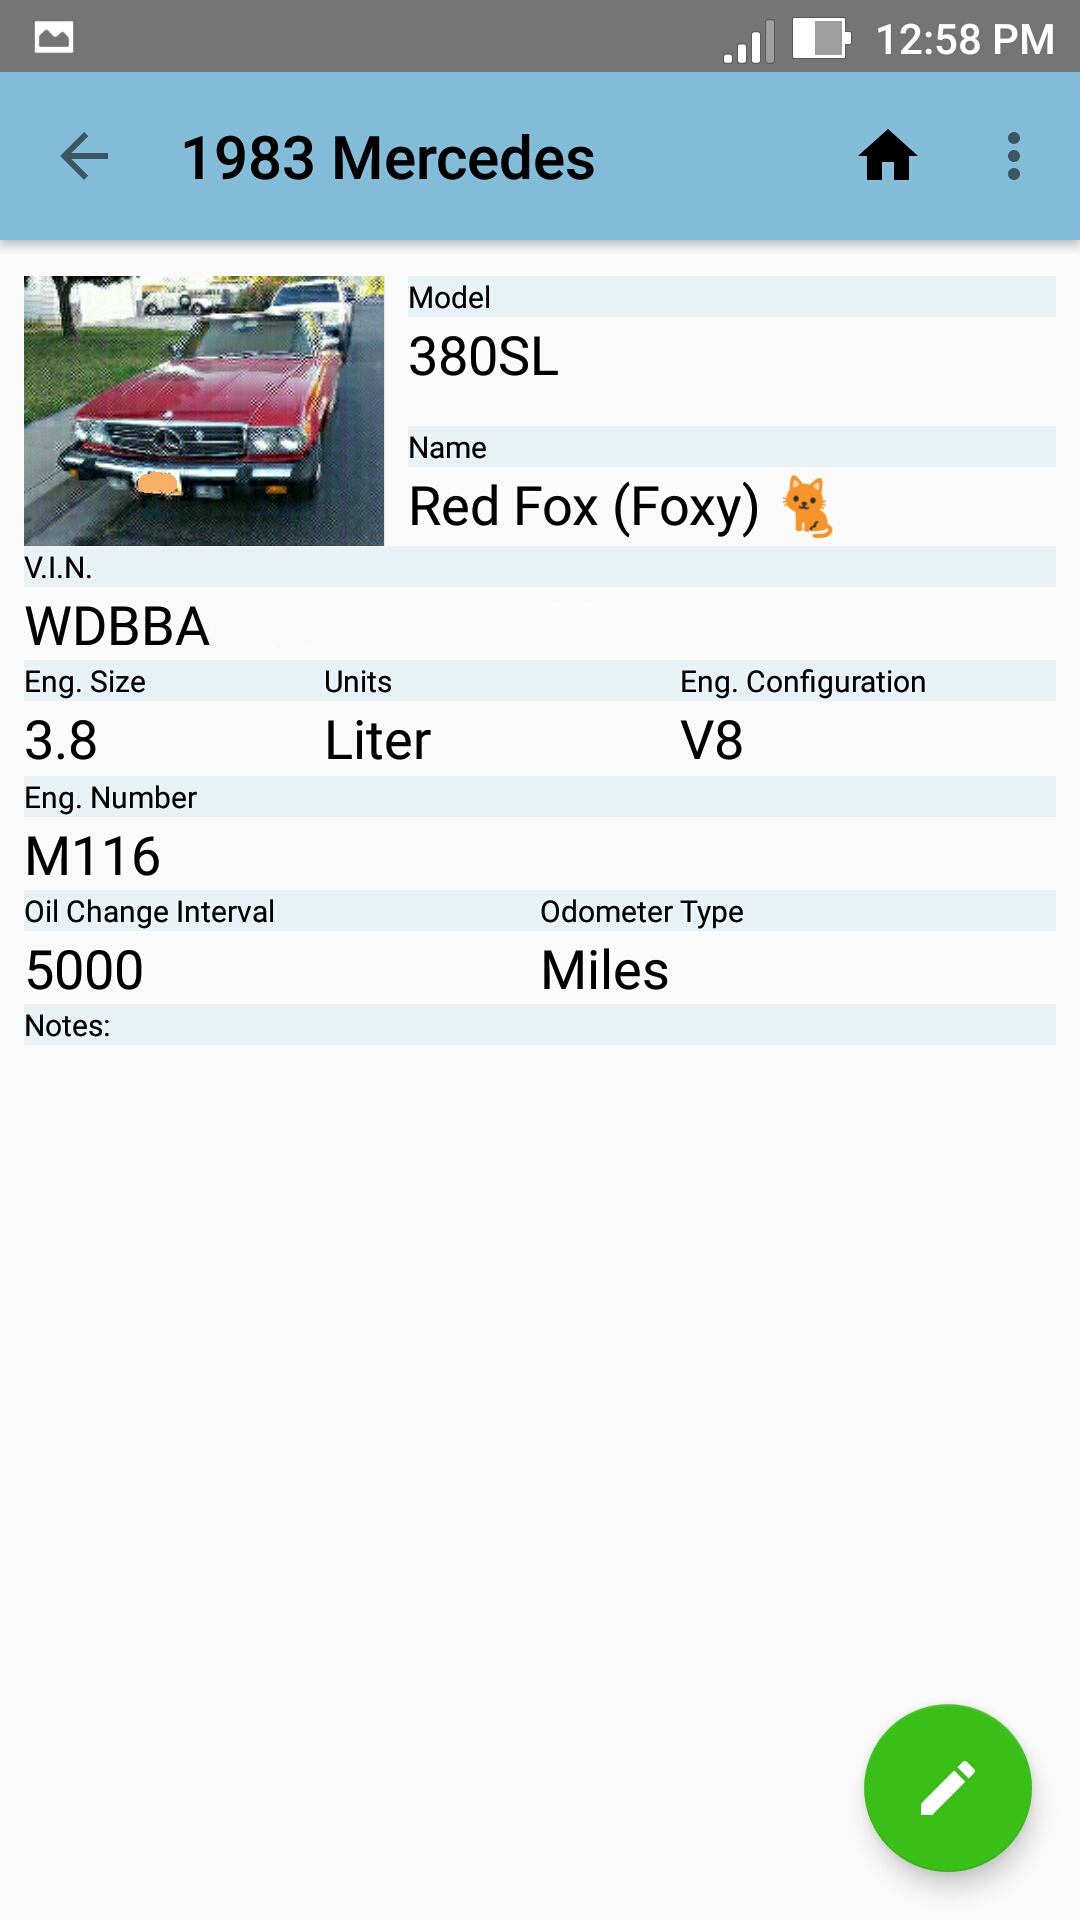 12:58 PM
1983 Mercedes
Model
380SL
Name
Red Fox (Foxy) 🐈
V.I.N.
WDBBA
Eng. Size Units Eng. Configuration
3.8 Liter V8
Eng. Number
M116
Oil Change Interval Odometer Type
5000 Miles
Notes: